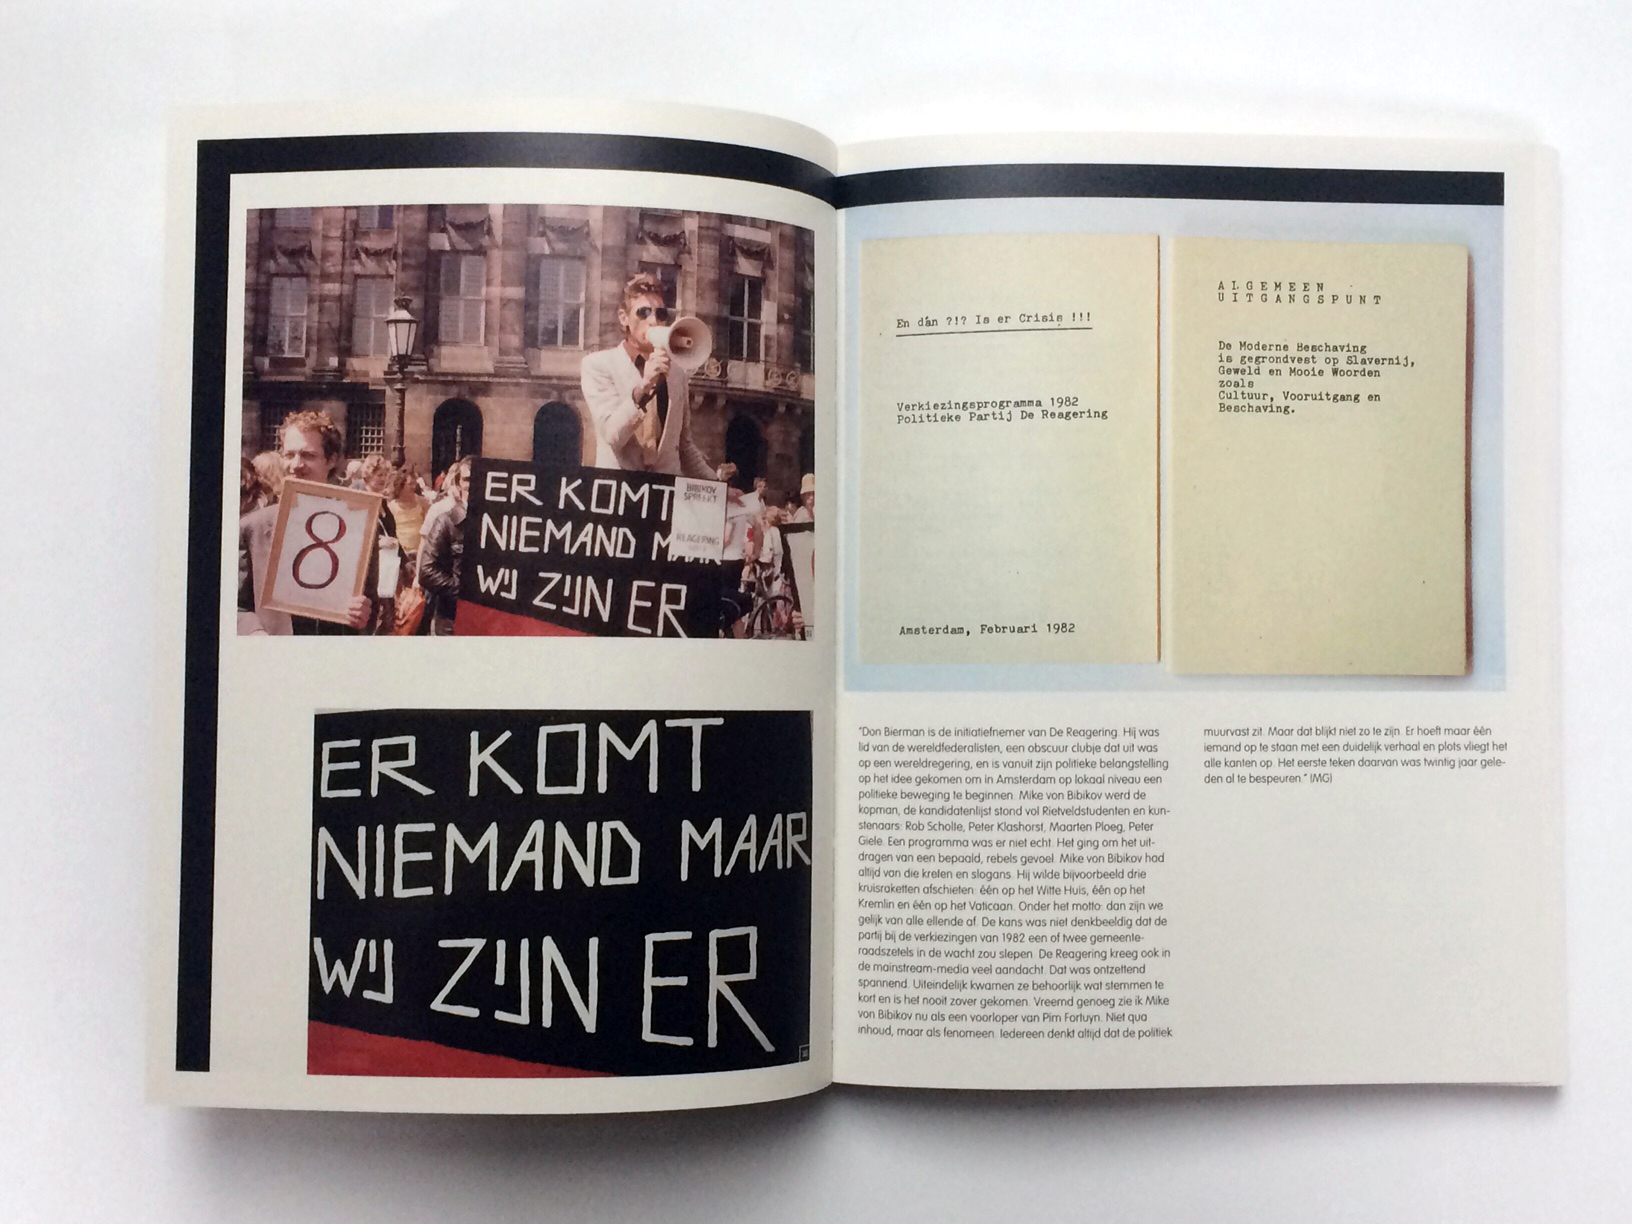 8
ER KOMT
NIEMAND MAAR
WIJ ZIJN ER
BIBIKOV
SPREEKT
REAGERING
ER KOMT
NIEMAND MAAR
WIJ ZIJN ER
En dán ?!? Is er Crisis !!!
Verkiezingsprogramma 1982
Politieke Partij De Reagering
Amsterdam, Februari 1982
ALGEMEEN
UITGANGSPUNT
De Moderne Beschaving
is gegrondvest op Slavernij,
Geweld en Mooie Woorden
zoals
Cultuur, Vooruitgang en
Beschaving.
"Don Bierman is de initiatiefnemer van De Reagering. Hij was
lid van de wereldfederalisten, een obscuur clubje dat uit was
op een wereldregering, en is vanuit zijn politieke belangstelling
op het idee gekomen om in Amsterdam op lokaal niveau een
politieke beweging te beginnen. Mike von Bibikov werd de
kopman, de kandidatenlijst stond vol Rietveldstudenten en kun-
stenaars: Rob Scholte, Peter Klashorst, Maarten Ploeg, Peter
Giele. Een programma was er niet echt. Het ging om het uit-
dragen van een bepaald, rebels gevoel. Mike von Bibikov had
altijd van die kreten en slogans. Hij wilde bijvoorbeeld drie
kruisraketten afschieten: één op het Witte Huis, één op het
Kremlin en één op het Vaticaan. Onder het motto: dan zijn we
gelijk van alle ellende af. De kans was niet denkbeeldig dat de
partij bij de verkiezingen van 1982 een of twee gemeente-
raadszetels in de wacht zou slepen. De Reagering kreeg ook in
de mainstream-media veel aandacht. Dat was ontzettend
spannend. Uiteindelijk kwamen ze behoorlijk wat stemmen te
kort en is het nooit zover gekomen. Vreemd genoeg zie ik Mike
von Bibikov nu als een voorloper van Pim Fortuyn. Niet qua
inhoud, maar als fenomeen. Iedereen denkt altijd dat de politiek
muurvast zit. Maar dat blijkt niet zo te zijn. Er hoeft maar één
iemand op te staan met een duidelijk verhaal en plots vliegt het
alle kanten op. Het eerste teken daarvan was twintig jaar gele-
den al te bespeuren." (MG)